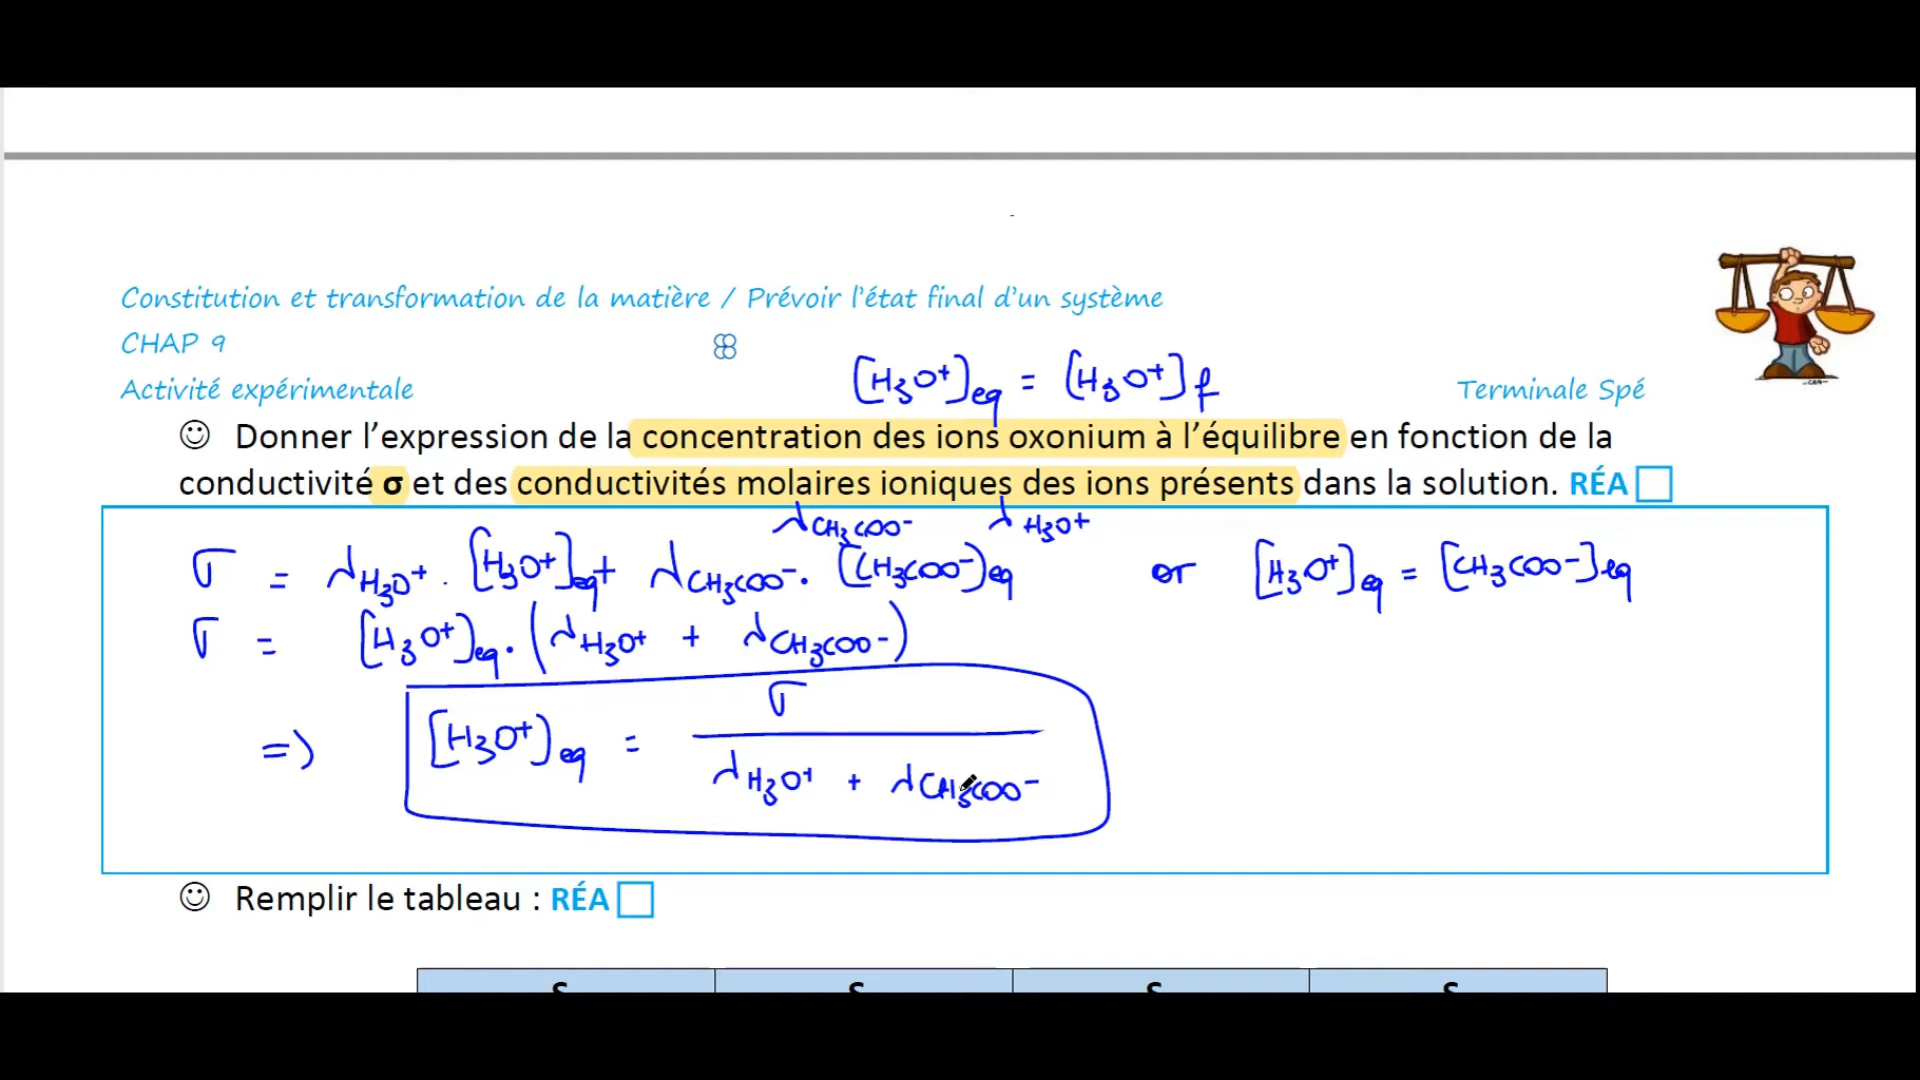 Constitution et transformation de la matière / Prévoir l'état final d'un système
CHAP 9
[H₃O⁺]eq = [H₃O⁺]f
Activité expérimentale Terminale Spé
☺ Donner l'expression de la concentration des ions oxonium à l'équilibre en fonction de la
conductivité σ et des conductivités molaires ioniques des ions présents dans la solution. RÉA □
λCH₃COO⁻ λH₃O⁺
σ = λH₃O⁺ . [H₃O⁺]eq + λCH₃COO⁻ . [CH₃COO⁻]eq or [H₃O⁺]eq = [CH₃COO⁻]eq
σ = [H₃O⁺]eq . (λH₃O⁺ + λCH₃COO⁻)
σ
=> [H₃O⁺]eq =
λH₃O⁺ + λCH₃COO⁻
☺ Remplir le tableau : RÉA □
S S S S